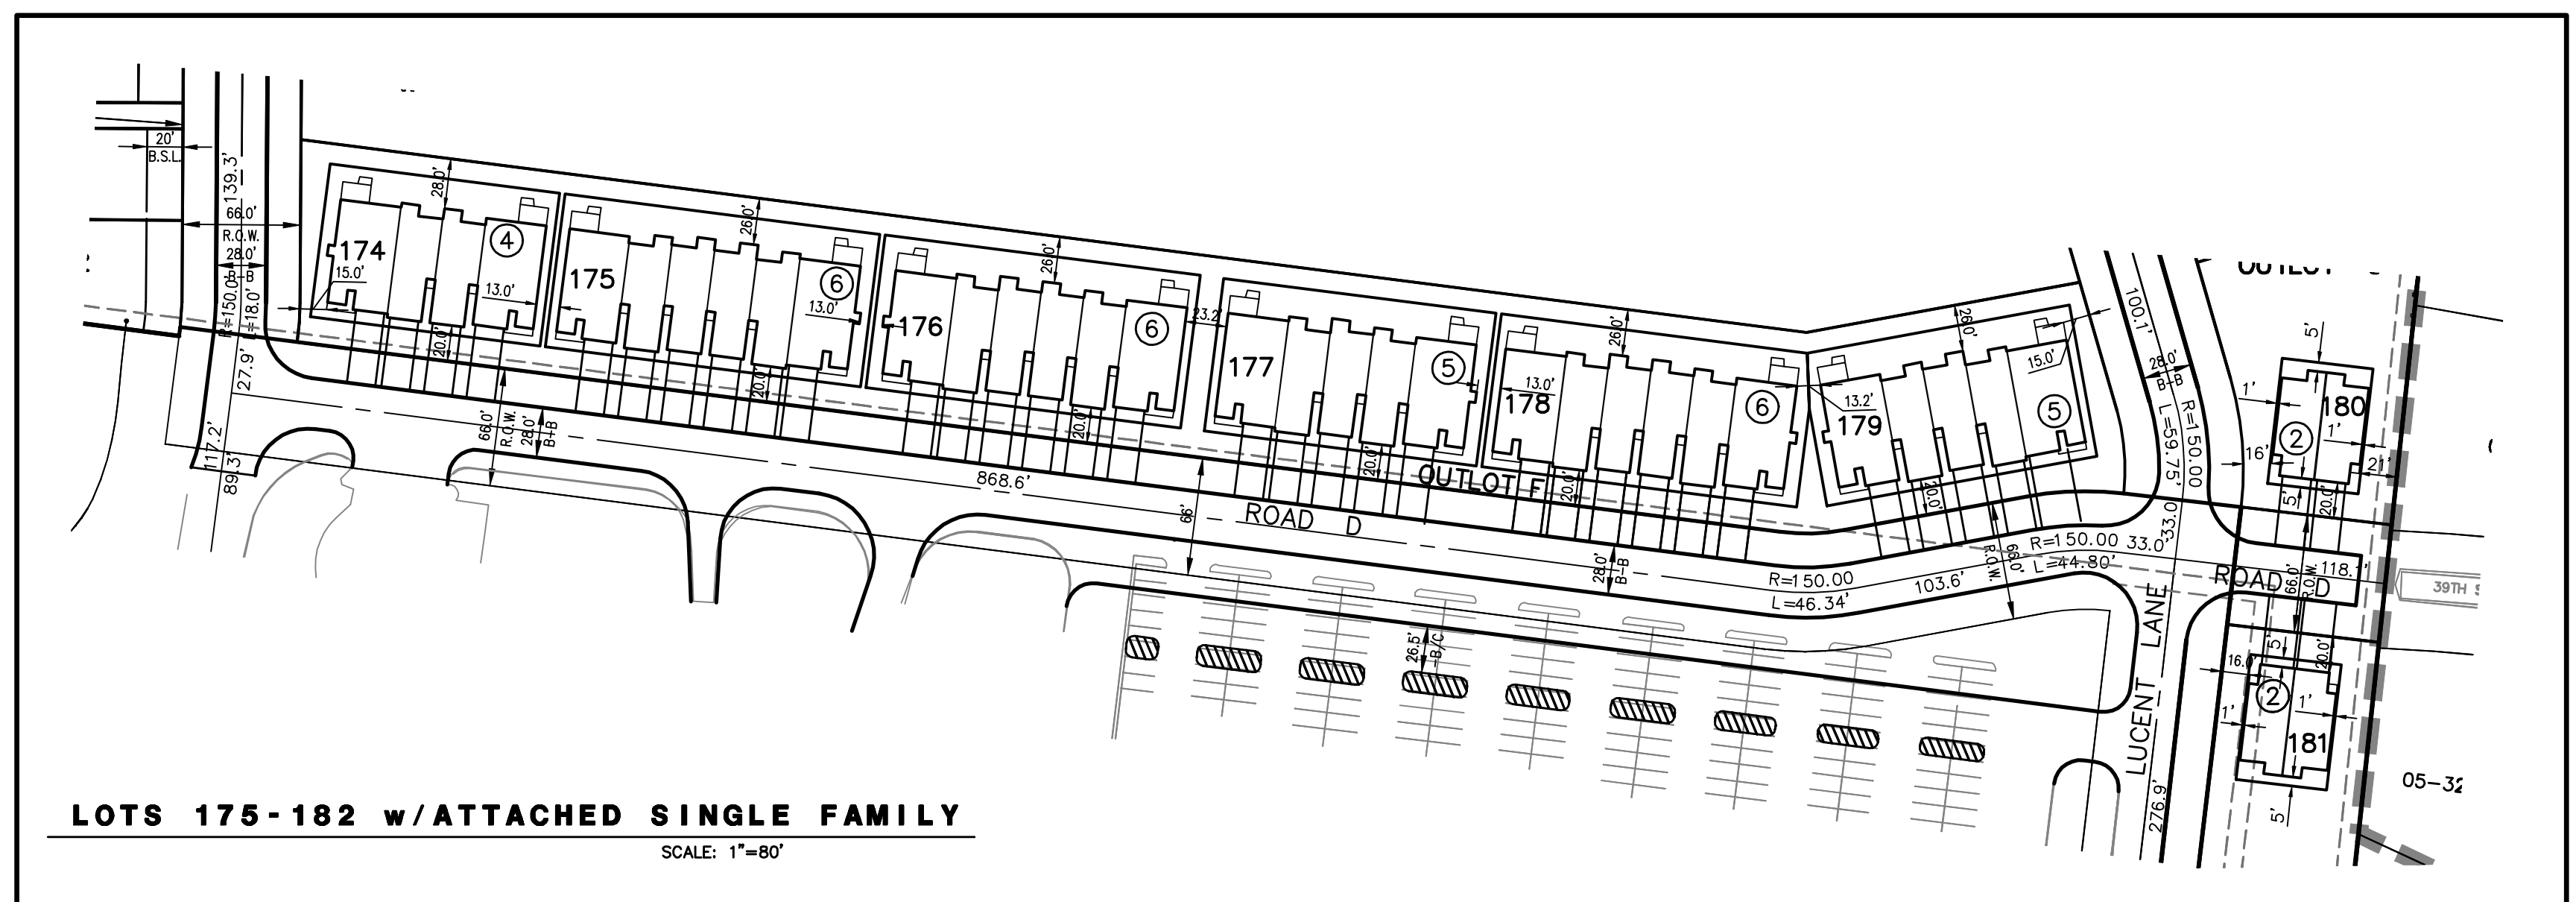 20'
B.S.L.
139.3'
66.0'
R.O.W.
28.0'
B-B
R=150.0'
L=18.0'
27.9'
117.2'
89.3'
28.0'
174
4
15.0'
13.0'
20.0'
26.0'
175
6
13.0'
20.0'
26.0'
176
6
23.2'
20.0'
177
5
20.0'
26.0'
13.0'
178
6
20.0'
13.2'
26.0'
179
5
15.0'
20.0'
66.0'
R.O.W.
28.0'
B-B
868.6'
66'
OUTLOT F
ROAD D
28.0'
B-B
R=150.00
L=46.34'
103.6'
R=150.00
L=44.80'
33.0'
33.0'
66.0'
R.O.W.
26.5'
-B/C
100.1'
28.0'
B-B
R=150.00
L=59.75'
OUTLOT
5'
1'
180
2
1'
16'
21'
5'
20.0'
118.1'
ROAD D
66.0'
R.O.W.
39TH
LUCENT LANE
276.9'
16.0'
5'
20.0'
2
1'
1'
181
5'
05-32
LOTS 175-182 w/ATTACHED SINGLE FAMILY
SCALE: 1"=80'